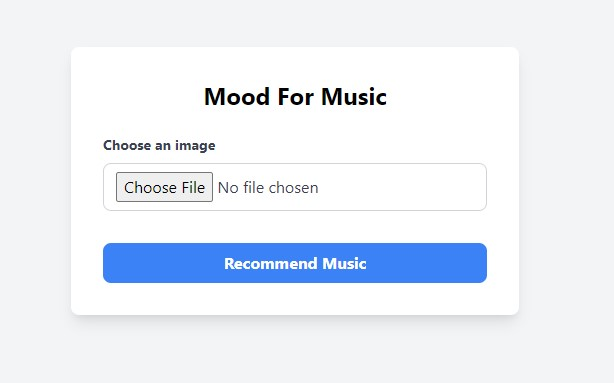 Mood For Music
Choose an image
Choose File No file chosen
Recommend Music